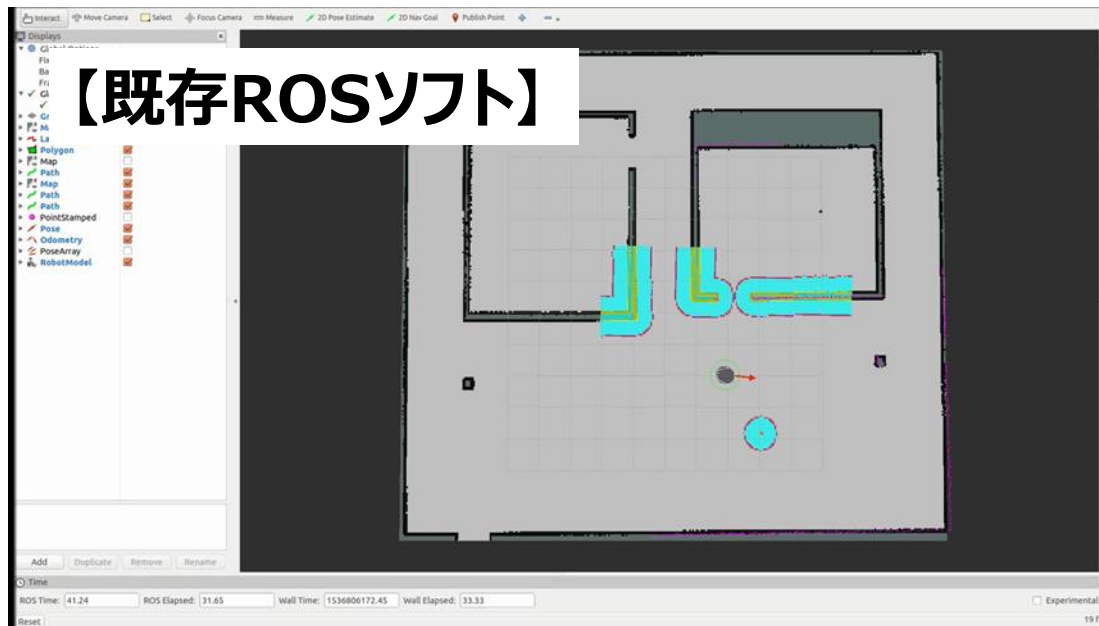 Interact Move Camera Select Focus Camera Measure 2D Pose Estimate 2D Nav Goal Publish Point
Displays
【既存ROSソフト】
Polygon
Map
Path
Map
Path
Path
PointStamped
Pose
Odometry
PoseArray
RobotModel
Add Duplicate Remove Rename
Time
ROS Time: 41.24 ROS Elapsed: 31.65 Wall Time: 1536806172.45 Wall Elapsed: 33.33 Experimental
Reset 19 f